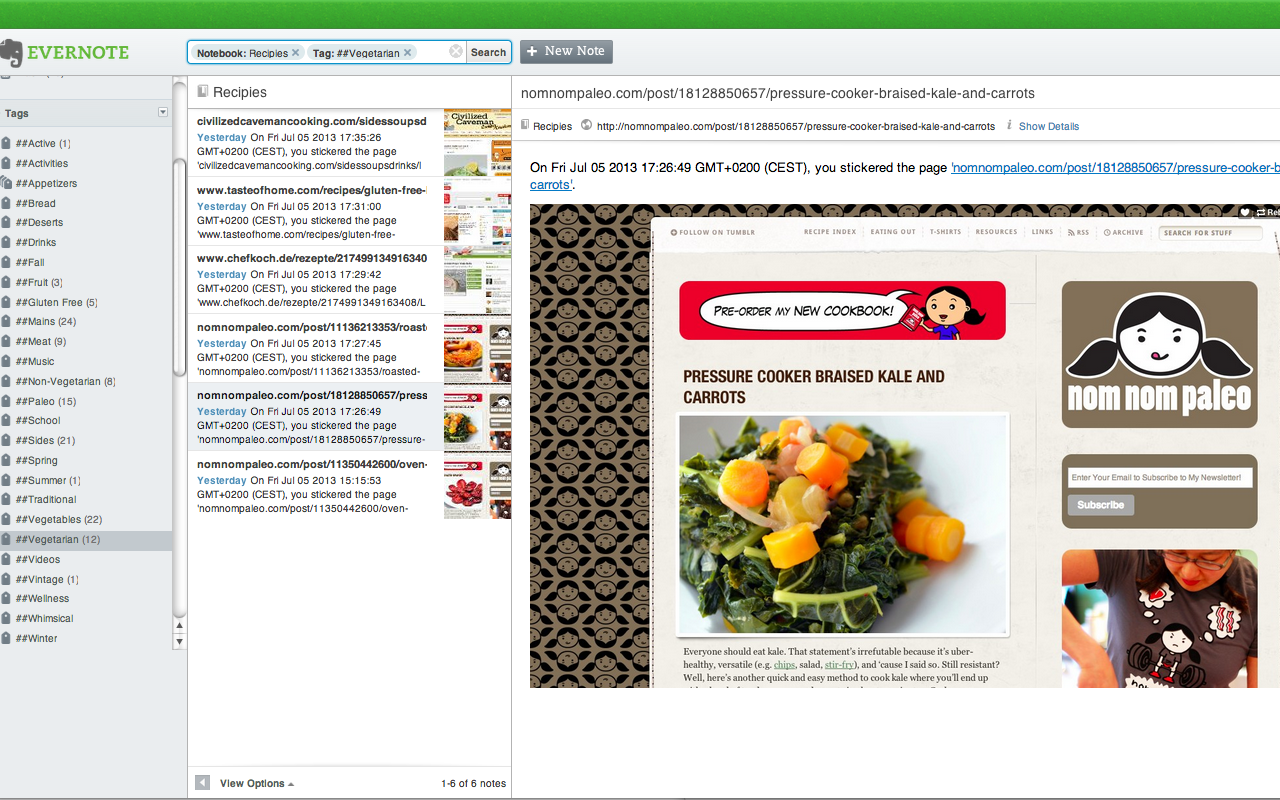 EVERNOTE
Notebook: Recipies
Tag: ##Vegetarian
Search
+ New Note
Tags
##Active (1)
##Activities
##Appetizers
##Bread
##Deserts
##Drinks
##Fall
##Fruit (3)
##Gluten Free (5)
##Mains (24)
##Meat (9)
##Music
##Non-Vegetarian (8)
##Paleo (15)
##School
##Sides (21)
##Spring
##Summer (1)
##Traditional
##Vegetables (22)
##Vegetarian (12)
##Videos
##Vintage (1)
##Wellness
##Whimsical
##Winter
Recipies
civilizedcavemancooking.com/sidessoupsd
Yesterday On Fri Jul 05 2013 17:35:26
GMT+0200 (CEST), you stickered the page
'civilizedcavemancooking.com/sidessoupsdrinks/l
www.tasteofhome.com/recipes/gluten-free-
Yesterday On Fri Jul 05 2013 17:31:00
GMT+0200 (CEST), you stickered the page
'www.tasteofhome.com/recipes/gluten-free-
www.chefkoch.de/rezepte/217499134916340
Yesterday On Fri Jul 05 2013 17:29:42
GMT+0200 (CEST), you stickered the page
'www.chefkoch.de/rezepte/2174991349163408/L
nomnompaleo.com/post/11136213353/roast
Yesterday On Fri Jul 05 2013 17:27:45
GMT+0200 (CEST), you stickered the page
'nomnompaleo.com/post/11136213353/roasted-
nomnompaleo.com/post/18128850657/press
Yesterday On Fri Jul 05 2013 17:26:49
GMT+0200 (CEST), you stickered the page
'nomnompaleo.com/post/18128850657/pressure-
nomnompaleo.com/post/11350442600/oven-
Yesterday On Fri Jul 05 2013 15:15:53
GMT+0200 (CEST), you stickered the page
'nomnompaleo.com/post/11350442600/oven-
View Options
1-6 of 6 notes
nomnompaleo.com/post/18128850657/pressure-cooker-braised-kale-and-carrots
Recipies
http://nomnompaleo.com/post/18128850657/pressure-cooker-braised-kale-and-carrots
i Show Details
On Fri Jul 05 2013 17:26:49 GMT+0200 (CEST), you stickered the page 'nomnompaleo.com/post/18128850657/pressure-cooker-b
carrots'.
Reb
FOLLOW ON TUMBLR
RECIPE INDEX
EATING OUT
T-SHIRTS
RESOURCES
LINKS
RSS
ARCHIVE
SEARCH FOR STUFF
PRE-ORDER MY NEW COOKBOOK!
PRESSURE COOKER BRAISED KALE AND
CARROTS
Everyone should eat kale. That statement's irrefutable because it's uber-
healthy, versatile (e.g. chips, salad, stir-fry), and 'cause I said so. Still resistant?
Well, here's another quick and easy method to cook kale where you'll end up
nom nom paleo
Enter Your Email to Subscribe to My Newsletter!
Subscribe